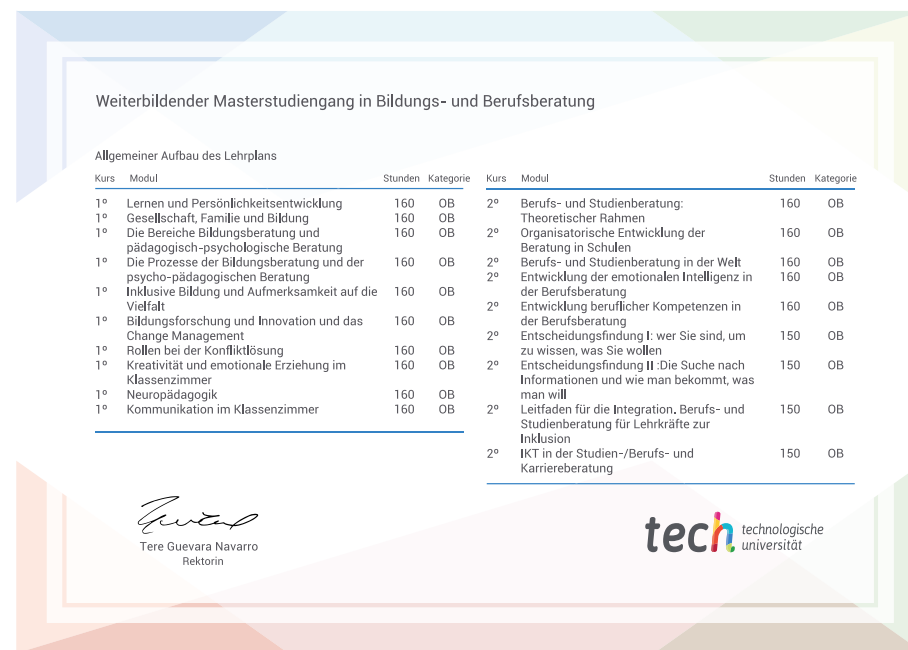 Weiterbildender Masterstudiengang in Bildungs- und Berufsberatung
Allgemeiner Aufbau des Lehrplans
Kurs Modul Stunden Kategorie
1º Lernen und Persönlichkeitsentwicklung 160 OB
1º Gesellschaft, Familie und Bildung 160 OB
1º Die Bereiche Bildungsberatung und 160 OB
pädagogisch-psychologische Beratung
1º Die Prozesse der Bildungsberatung und der 160 OB
psycho-pädagogischen Beratung
1º Inklusive Bildung und Aufmerksamkeit auf die 160 OB
Vielfalt
1º Bildungsforschung und Innovation und das 160 OB
Change Management
1º Rollen bei der Konfliktlösung 160 OB
1º Kreativität und emotionale Erziehung im 160 OB
Klassenzimmer
1º Neuropädagogik 160 OB
1º Kommunikation im Klassenzimmer 160 OB
Kurs Modul Stunden Kategorie
2º Berufs- und Studienberatung: 160 OB
Theoretischer Rahmen
2º Organisatorische Entwicklung der 160 OB
Beratung in Schulen
2º Berufs- und Studienberatung in der Welt 160 OB
2º Entwicklung der emotionalen Intelligenz in 160 OB
der Berufsberatung
2º Entwicklung beruflicher Kompetenzen in 160 OB
der Berufsberatung
2º Entscheidungsfindung I: wer Sie sind, um 150 OB
zu wissen, was Sie wollen
2º Entscheidungsfindung II :Die Suche nach 150 OB
Informationen und wie man bekommt, was
man will
2º Leitfaden für die Integration. Berufs- und 150 OB
Studienberatung für Lehrkräfte zur
Inklusion
2º IKT in der Studien-/Berufs- und 150 OB
Karriereberatung
Tere Guevara Navarro
Rektorin
tech technologische
universität